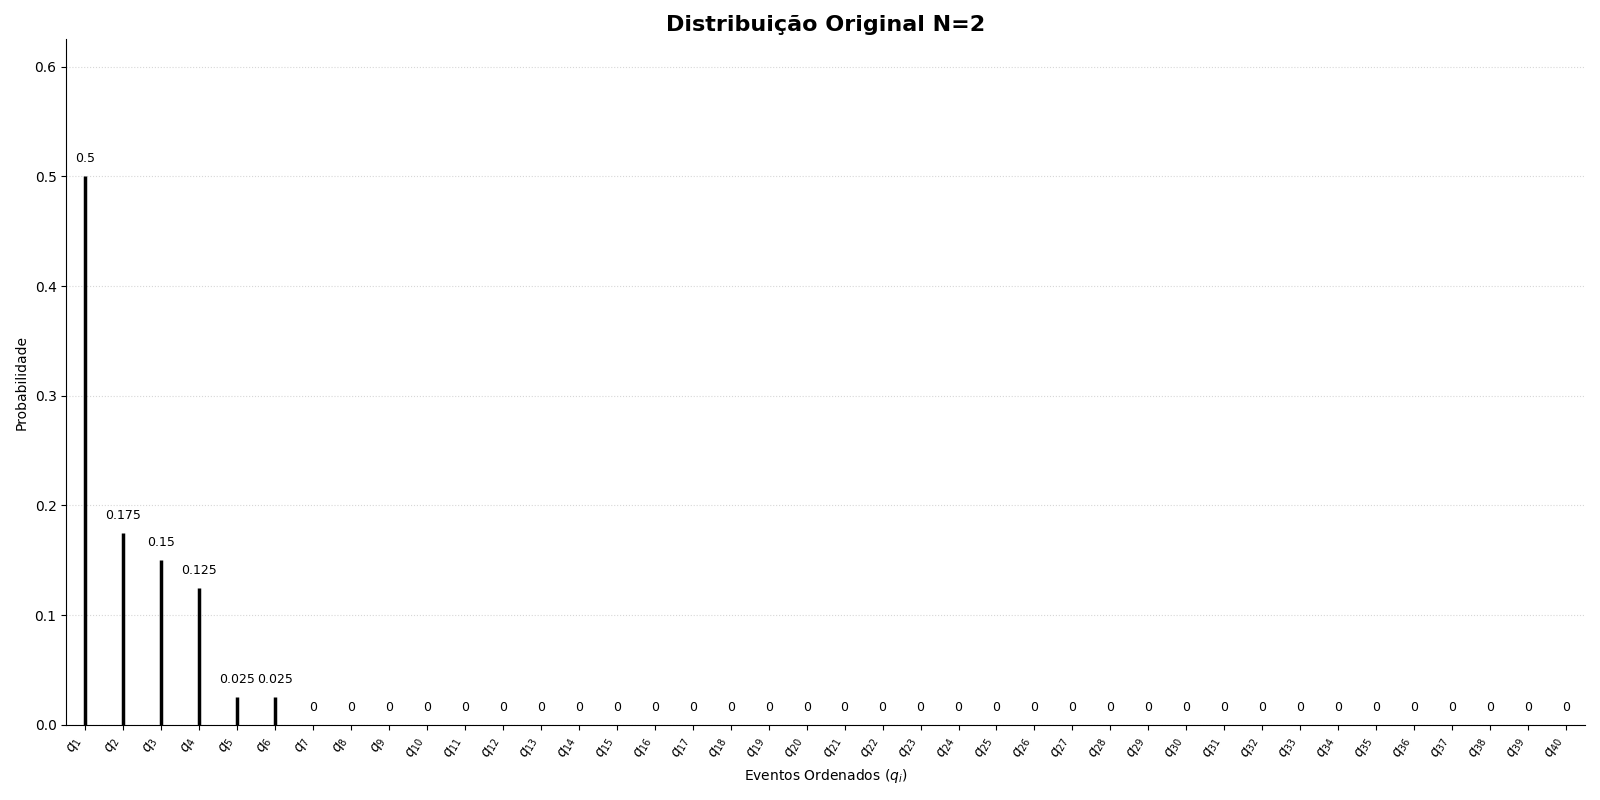 Distribuição Original N=2
0.6
0.5
0.4
0.3
0.2
0.1
0.0
Probabilidade
0.5
0.175
0.15
0.125
0.025 0.025 0 0 0 0 0 0 0 0 0 0 0 0 0 0 0 0 0 0 0 0 0 0 0 0 0 0 0 0 0 0 0 0 0 0
q1 q2 q3 q4 q5 q6 q7 q8 q9 q10 q11 q12 q13 q14 q15 q16 q17 q18 q19 q20 q21 q22 q23 q24 q25 q26 q27 q28 q29 q30 q31 q32 q33 q34 q35 q36 q37 q38 q39 q40
Eventos Ordenados (qi)